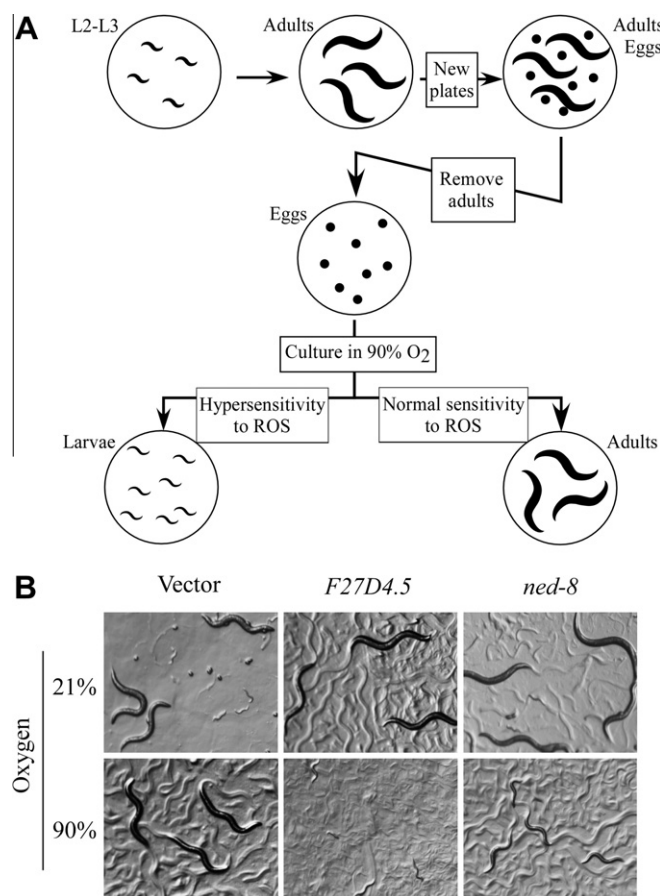 A
L2-L3
Adults
New
plates
Adults
Eggs
Remove
adults
Eggs
Culture in 90% O2
Hypersensitivity
to ROS
Normal sensitivity
to ROS
Larvae
Adults
B
Vector
F27D4.5
ned-8
Oxygen
21%
90%